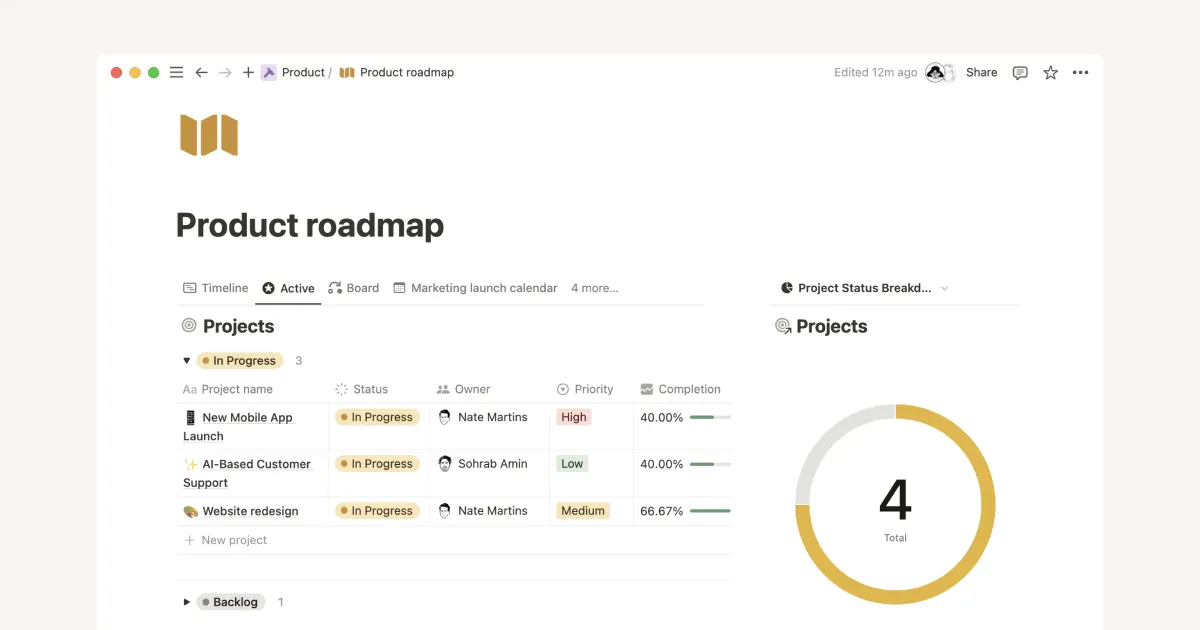 Product / Product roadmap
Edited 12m ago Share
Product roadmap
Timeline Active Board Marketing launch calendar 4 more...
Project Status Breakd...
Projects
Projects
In Progress 3
Aa Project name Status Owner Priority Completion
New Mobile App
Launch
In Progress Nate Martins High 40.00%
AI-Based Customer
Support
In Progress Sohrab Amin Low 40.00%
Website redesign In Progress Nate Martins Medium 66.67%
New project
Backlog 1
4
Total